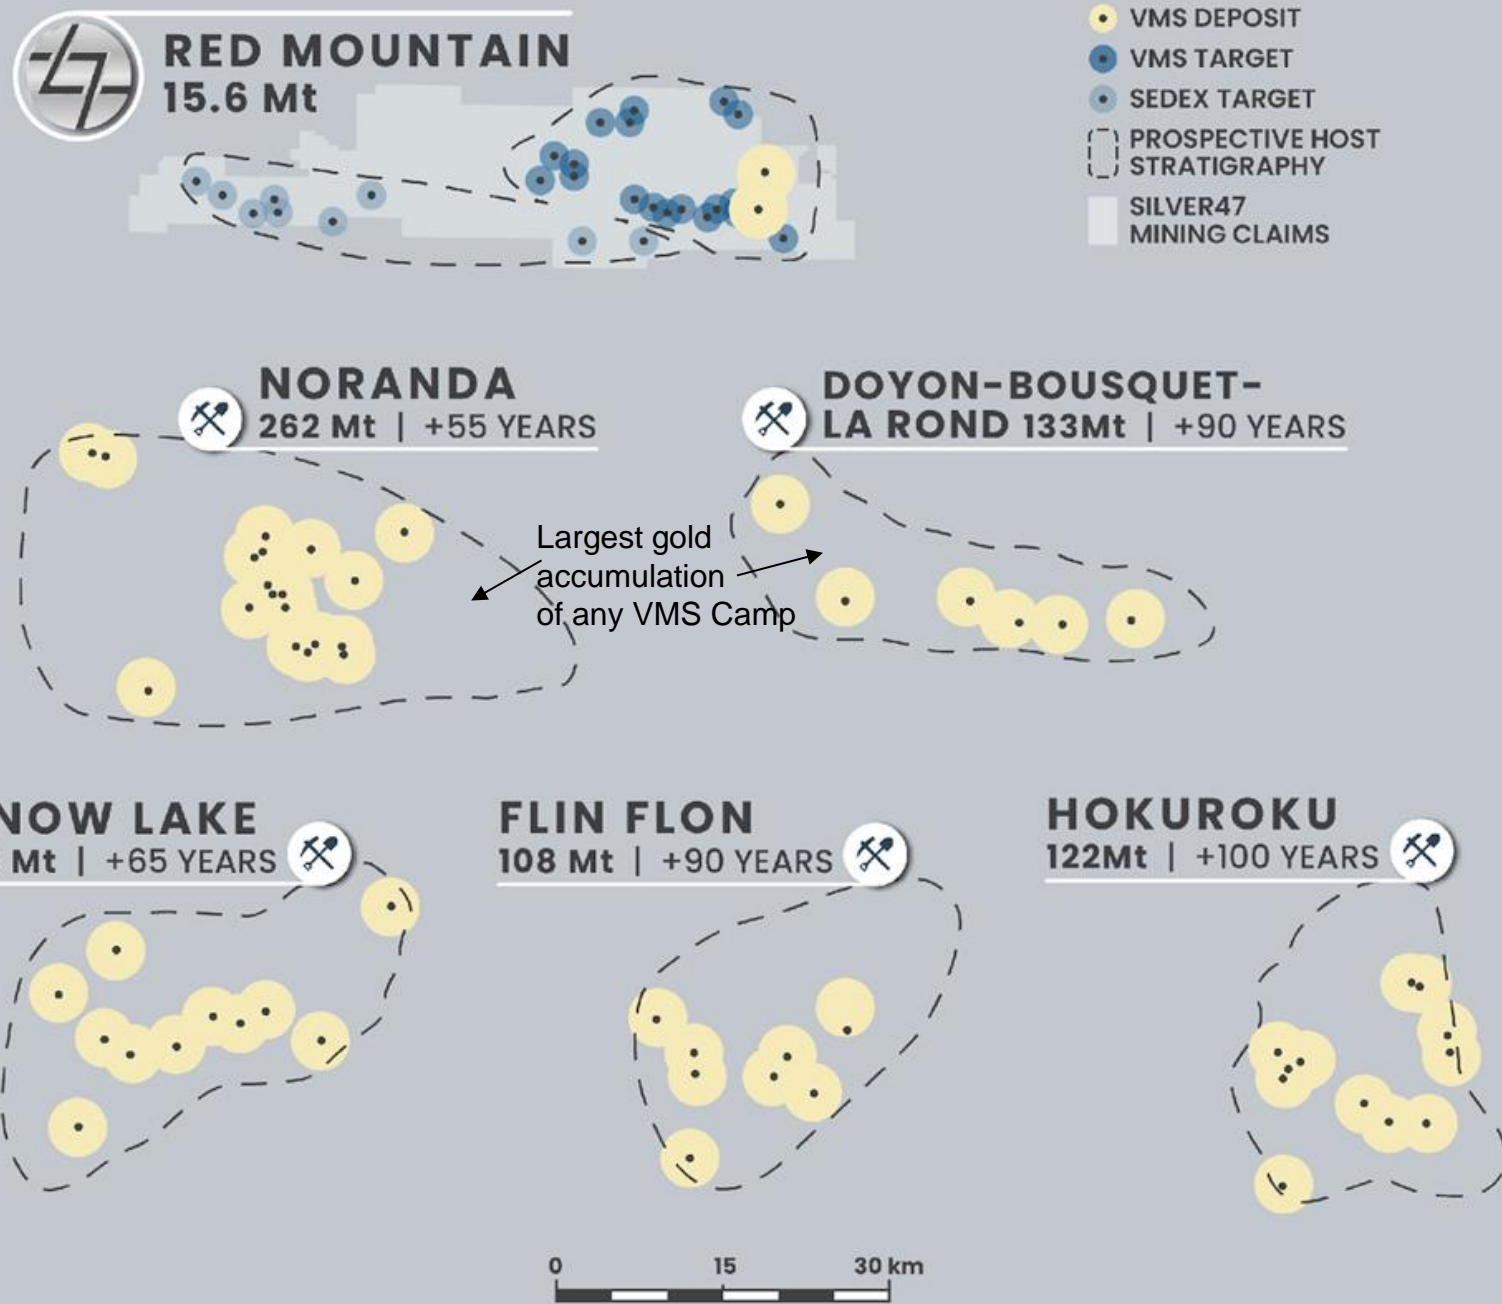 RED MOUNTAIN
15.6 Mt
VMS DEPOSIT
VMS TARGET
SEDEX TARGET
PROSPECTIVE HOST
STRATIGRAPHY
SILVER47
MINING CLAIMS
NORANDA
262 Mt | +55 YEARS
DOYON-BOUSQUET-
LA ROND 133Mt | +90 YEARS
Largest gold
accumulation
of any VMS Camp
NOW LAKE
Mt | +65 YEARS
FLIN FLON
108 Mt | +90 YEARS
HOKUROKU
122Mt | +100 YEARS
0 15 30 km